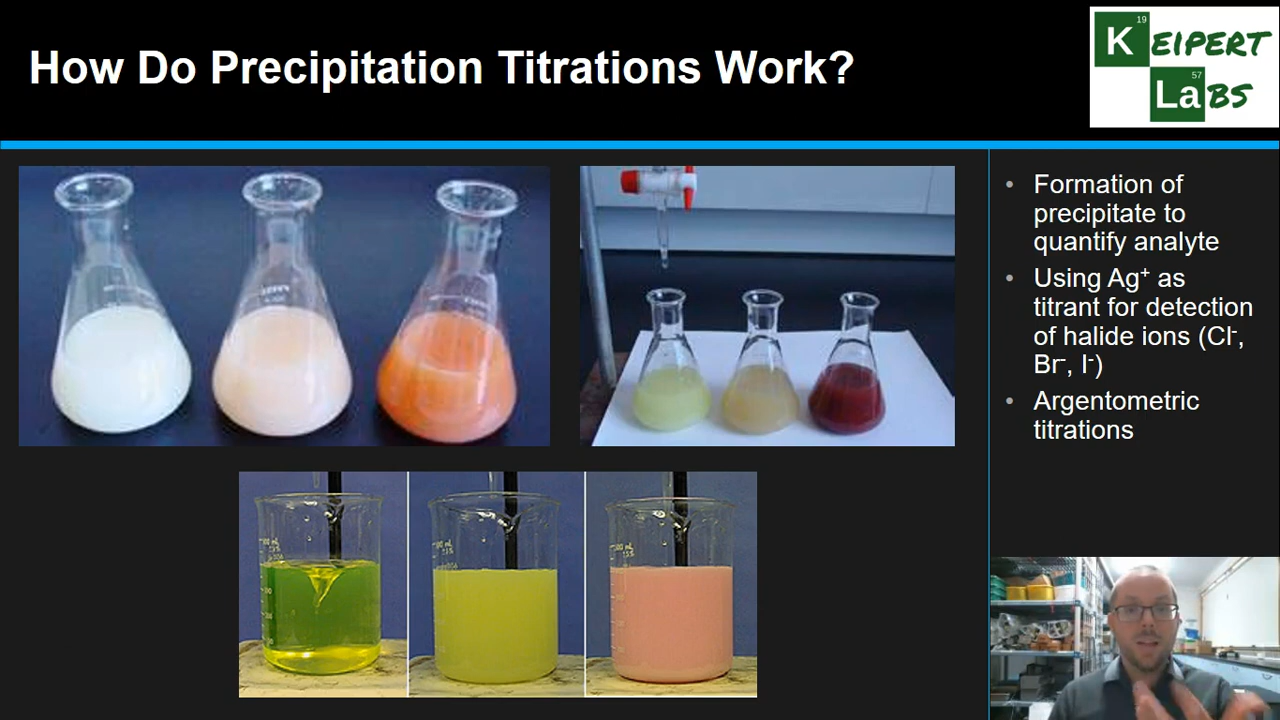 How Do Precipitation Titrations Work?
19
K EIPERT
57
La BS
• Formation of
precipitate to
quantify analyte
• Using Ag⁺ as
titrant for detection
of halide ions (Cl⁻,
Br⁻, I⁻)
• Argentometric
titrations